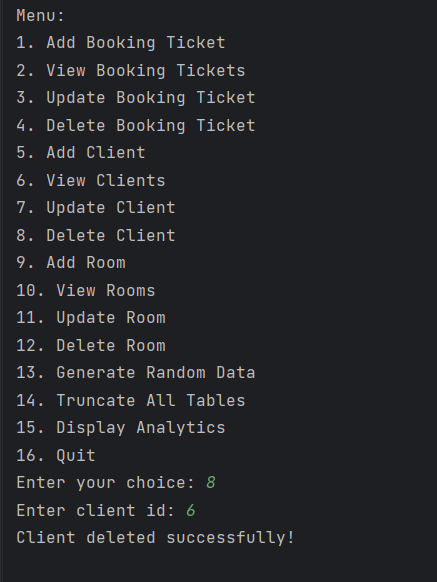 Menu:
1. Add Booking Ticket
2. View Booking Tickets
3. Update Booking Ticket
4. Delete Booking Ticket
5. Add Client
6. View Clients
7. Update Client
8. Delete Client
9. Add Room
10. View Rooms
11. Update Room
12. Delete Room
13. Generate Random Data
14. Truncate All Tables
15. Display Analytics
16. Quit
Enter your choice: 8
Enter client id: 6
Client deleted successfully!